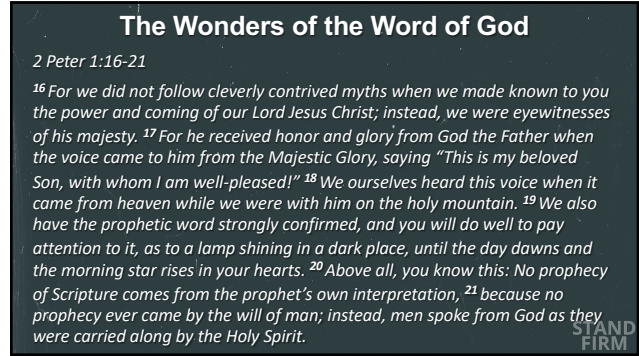 The Wonders of the Word of God
2 Peter 1:16-21
16 For we did not follow cleverly contrived myths when we made known to you
the power and coming of our Lord Jesus Christ; instead, we were eyewitnesses
of his majesty. 17 For he received honor and glory from God the Father when
the voice came to him from the Majestic Glory, saying “This is my beloved
Son, with whom I am well-pleased!” 18 We ourselves heard this voice when it
came from heaven while we were with him on the holy mountain. 19 We also
have the prophetic word strongly confirmed, and you will do well to pay
attention to it, as to a lamp shining in a dark place, until the day dawns and
the morning star rises in your hearts. 20 Above all, you know this: No prophecy
of Scripture comes from the prophet’s own interpretation, 21 because no
prophecy ever came by the will of man; instead, men spoke from God as they
were carried along by the Holy Spirit.
STAND
FIRM